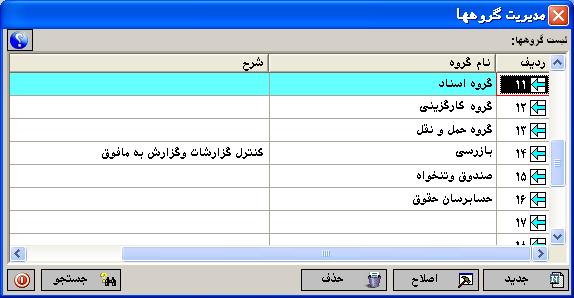 مدیریت گروهها
لیست گروهها:
ردیف نام گروه شرح
۱۱ گروه اسناد
۱۲ گروه کارگزینی
۱۳ گروه حمل و نقل
۱۴ بازرسی کنترل گزارشات وگزارش به مافوق
۱۵ صندوق وتنخواه
۱۶ حسابرسان حقوق
۱۷
۱۸
جدید اصلاح حذف جستجو